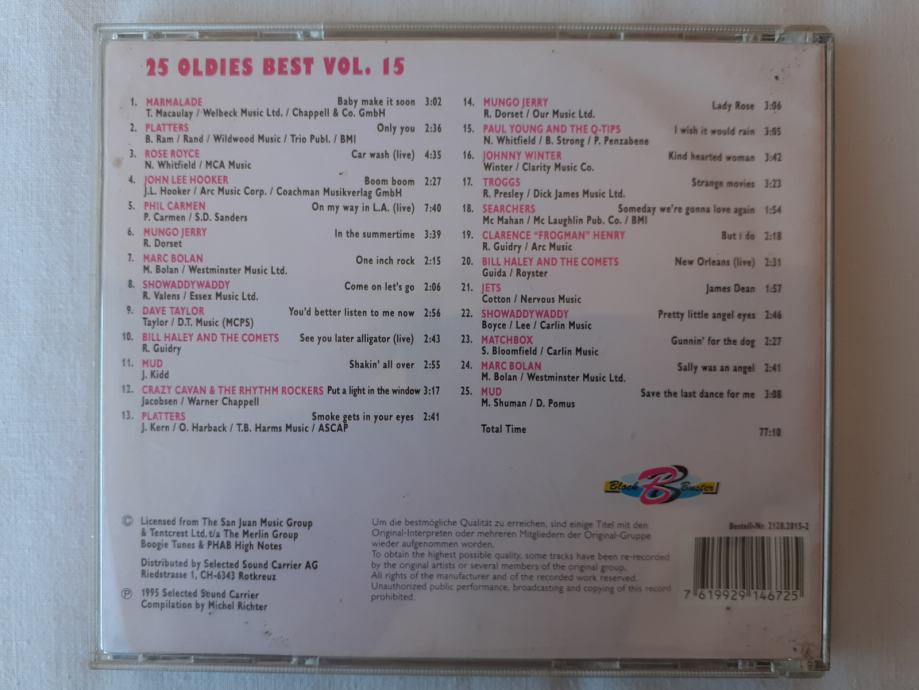 25 OLDIES BEST VOL. 15
1. MARMALADE Baby make it soon 3:02
T. Macaulay / Welbeck Music Ltd. / Chappell & Co. GmbH
2. PLATTERS Only you 2:36
B. Ram / Rand / Wildwood Music / Trio Publ. / BMI
3. ROSE ROYCE Car wash (live) 4:35
N. Whitfield / MCA Music
4. JOHN LEE HOOKER Boom boom 2:27
J.L. Hooker / Arc Music Corp. / Coachman Musikverlag GmbH
5. PHIL CARMEN On my way in L.A. (live) 7:40
P. Carmen / S.D. Sanders
6. MUNGO JERRY In the summertime 3:39
R. Dorset
7. MARC BOLAN One inch rock 2:15
M. Bolan / Westminster Music Ltd.
8. SHOWADDYWADDY Come on let's go 2:06
R. Valens / Essex Music Ltd.
9. DAVE TAYLOR You'd better listen to me now 2:56
Taylor / D.T. Music (MCPS)
10. BILL HALEY AND THE COMETS See you later alligator (live) 2:43
R. Guidry
11. MUD Shakin' all over 2:55
J. Kidd
12. CRAZY CAVAN & THE RHYTHM ROCKERS Put a light in the window 3:17
Jacobsen / Warner Chappell
13. PLATTERS Smoke gets in your eyes 2:41
J. Kern / O. Harback / T.B. Harms Music / ASCAP
14. MUNGO JERRY Lady Rose 3:06
R. Dorset / Our Music Ltd.
15. PAUL YOUNG AND THE Q-TIPS I wish it would rain 3:05
N. Whitfield / B. Strong / P. Penzabene
16. JOHNNY WINTER Kind hearted woman 3:42
Winter / Clarity Music Co.
17. TROGGS Strange movies 3:23
R. Presley / Dick James Music Ltd.
18. SEARCHERS Someday we're gonna love again 1:54
Mc Mahan / Mc Laughlin Pub. Co. / BMI
19. CLARENCE "FROGMAN" HENRY But i do 2:18
R. Guidry / Arc Music
20. BILL HALEY AND THE COMETS New Orleans (live) 2:31
Guida / Royster
21. JETS James Dean 1:57
Cotton / Nervous Music
22. SHOWADDYWADDY Pretty little angel eyes 2:46
Boyce / Lee / Carlin Music
23. MATCHBOX Gunnin' for the dog 2:27
S. Bloomfield / Carlin Music
24. MARC BOLAN Sally was an angel 2:41
M. Bolan / Westminster Music Ltd.
25. MUD Save the last dance for me 3:08
M. Shuman / D. Pomus
Total Time 77:10
Block B Buster
© Licensed from The San Juan Music Group
& Tentcrest Ltd. t/a The Merlin Group
Boogie Tunes & PHAB High Notes
Distributed by Selected Sound Carrier AG
Riedstrasse 1, CH-6343 Rotkreuz
℗ 1995 Selected Sound Carrier
Compilation by Michel Richter
Um die bestmögliche Qualität zu erreichen, sind einige Titel mit den
Original-Interpreten oder mehreren Mitgliedern der Original-Gruppe
wieder aufgenommen worden.
To obtain the highest possible quality, some tracks have been re-recorded
by the original artists or several members of the original group.
All rights of the manufacturer and of the recorded work reserved.
Unauthorized public performance, broadcasting and copying of this record
prohibited.
Bestell-Nr. 2128.2815-2
7 619929 146725